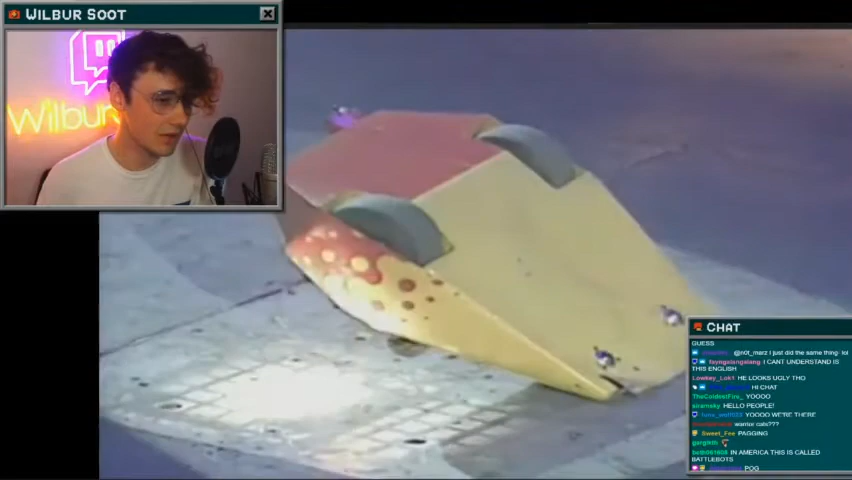 WILBUR SOOT
Wilbur
CHAT
GUESS
@n0t_marz I just did the same thing lol
I CANT UNDERSTAND IS
THIS ENGLISH
HE LOOKS UGLY THO
HI CHAT
TheColdestFire_ YOOOO
HELLO PEOPLE!
YOOOO WE'RE THERE
warrior cats???
Sweet_Fee PAGGING
IN AMERICA THIS IS CALLED
BATTLEBOTS
POG